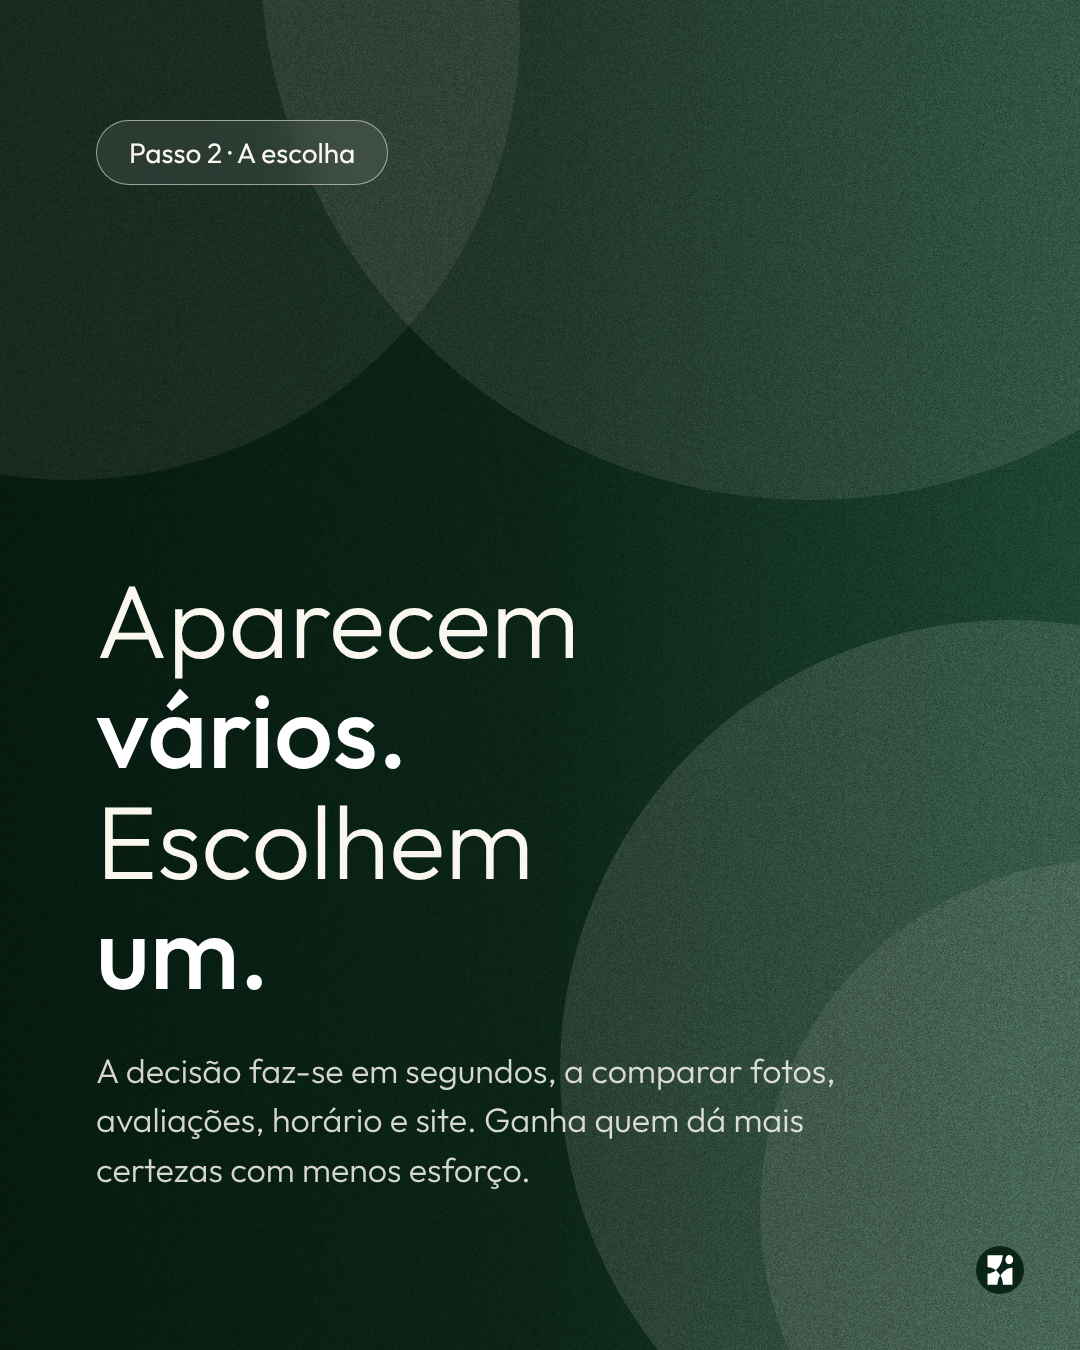 Passo 2 · A escolha
Aparecem
vários.
Escolhem
um.
A decisão faz-se em segundos, a comparar fotos,
avaliações, horário e site. Ganha quem dá mais
certezas com menos esforço.